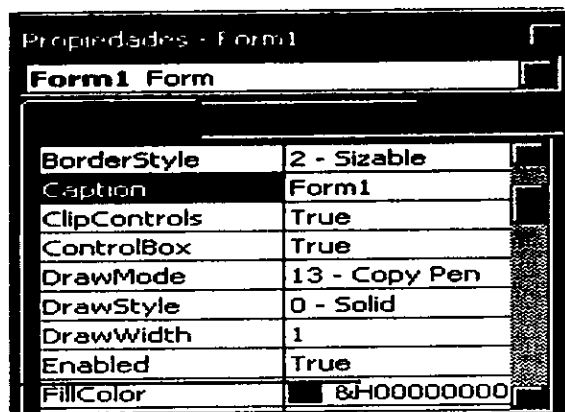 Propiedades - Form1
Form1 Form
BorderStyle 2 - Sizable
Caption Form1
ClipControls True
ControlBox True
DrawMode 13 - Copy Pen
DrawStyle 0 - Solid
DrawWidth 1
Enabled True
FillColor &H00000000